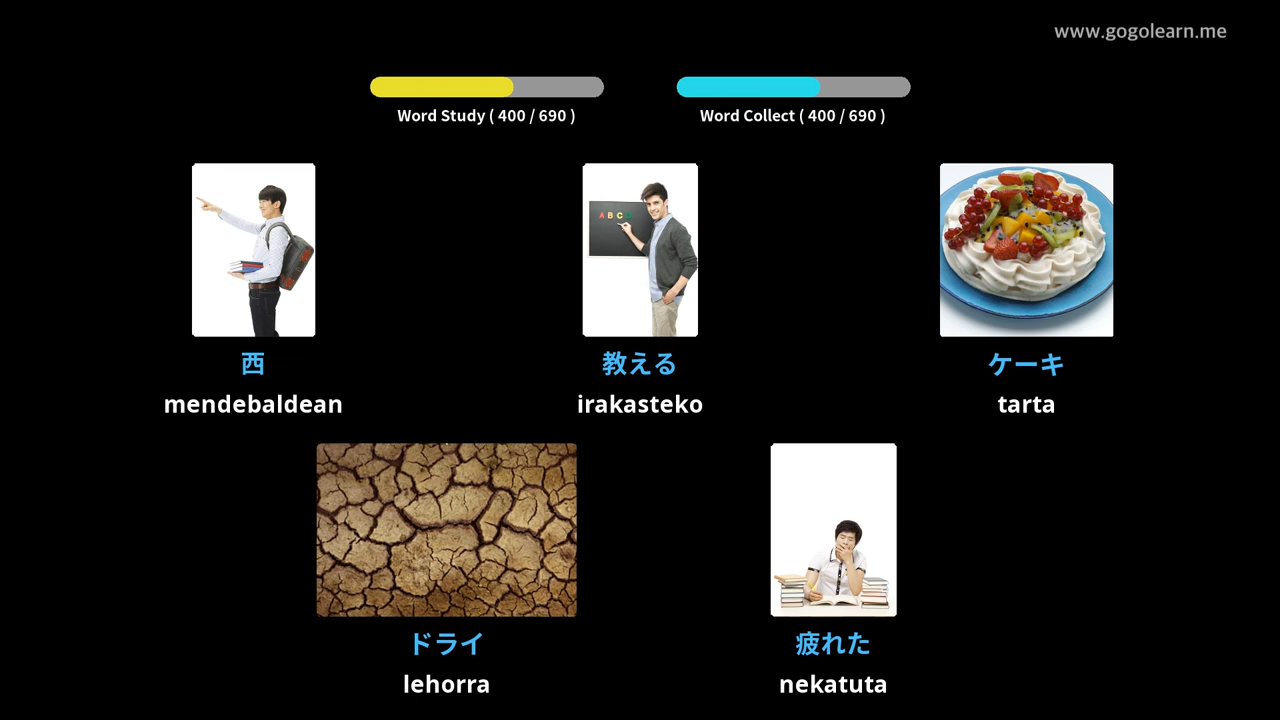 www.gogolearn.me
Word Study ( 400 / 690 )
Word Collect ( 400 / 690 )
A B C
西
mendebaldean
教える
irakasteko
ケーキ
tarta
ドライ
lehorra
疲れた
nekatuta